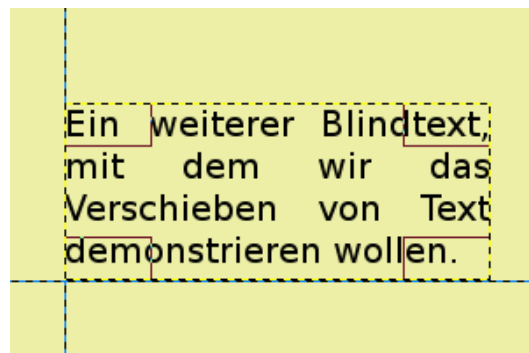 Ein weiterer Blindtext,
mit dem wir das
Verschieben von Text
demonstrieren wollen.